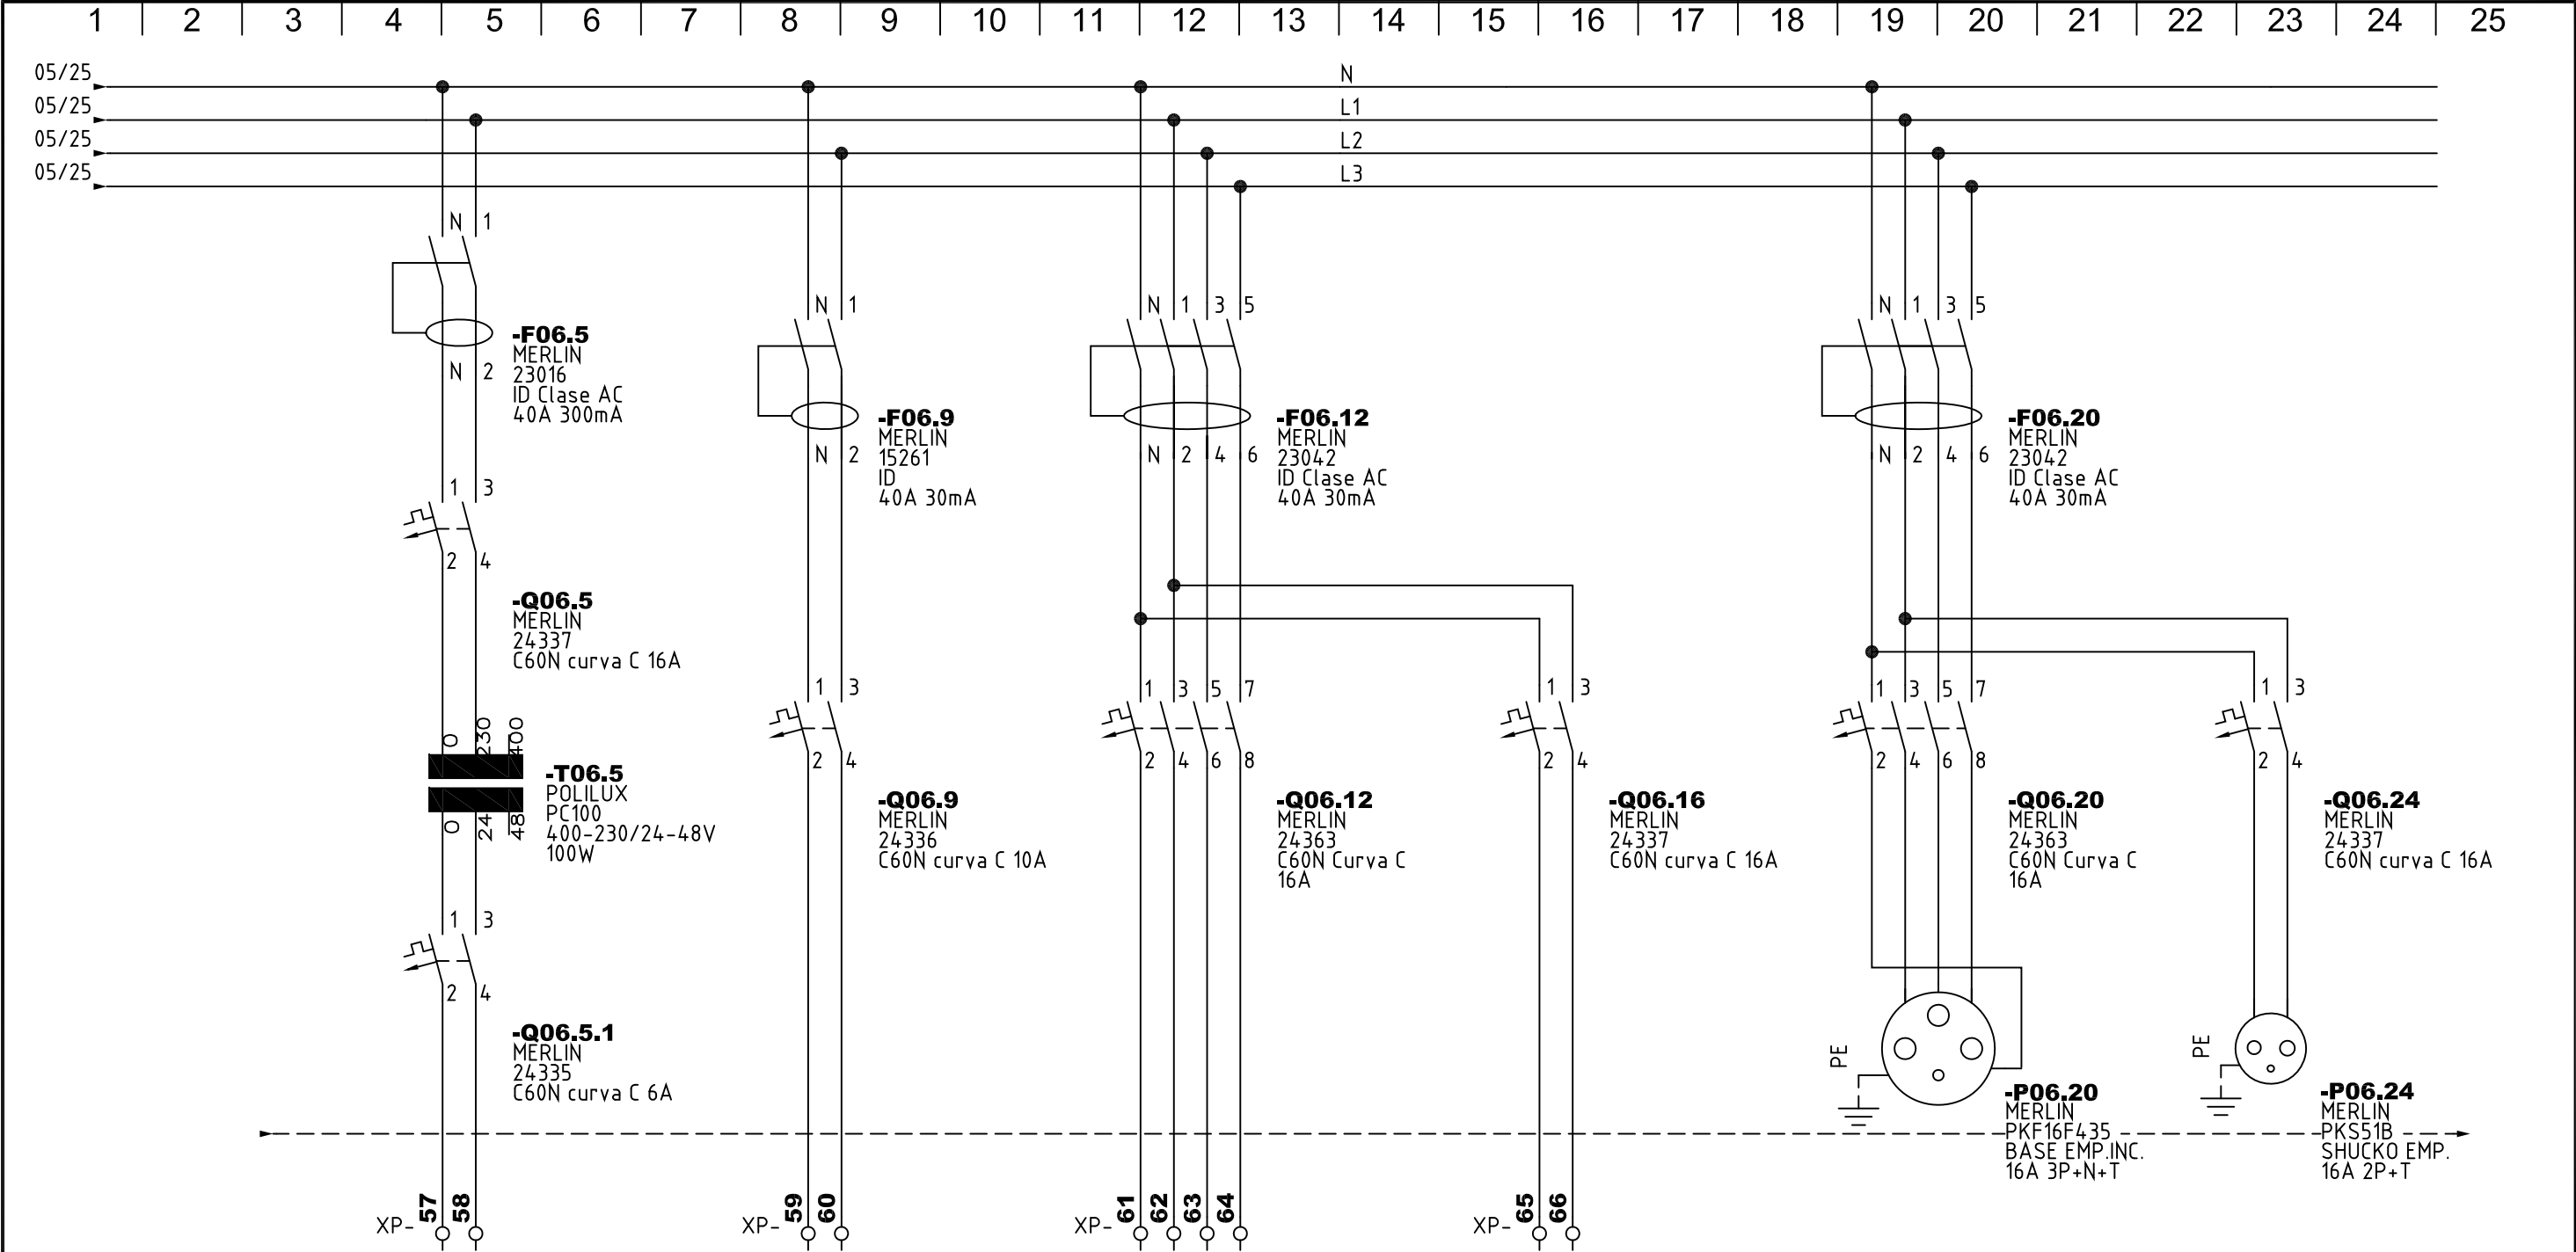 1 2 3 4 5 6 7 8 9 10 11 12 13 14 15 16 17 18 19 20 21 22 23 24 25
05/25 N
05/25 L1
05/25 L2
05/25 L3
N 1
N 2
-F06.5
MERLIN
23016
ID Clase AC
40A 300mA
1 3
2 4
-Q06.5
MERLIN
24337
C60N curva C 16A
0 230 400
0 24 48
-T06.5
POLILUX
PC100
400-230/24-48V
100W
1 3
2 4
-Q06.5.1
MERLIN
24335
C60N curva C 6A
XP- 57 58
N 1
N 2
-F06.9
MERLIN
15261
ID
40A 30mA
1 3
2 4
-Q06.9
MERLIN
24336
C60N curva C 10A
XP- 59 60
N 1 3 5
N 2 4 6
-F06.12
MERLIN
23042
ID Clase AC
40A 30mA
1 3 5 7
2 4 6 8
-Q06.12
MERLIN
24363
C60N Curva C
16A
XP- 61 62 63 64
1 3
2 4
-Q06.16
MERLIN
24337
C60N curva C 16A
XP- 65 66
N 1 3 5
N 2 4 6
-F06.20
MERLIN
23042
ID Clase AC
40A 30mA
1 3 5 7
2 4 6 8
-Q06.20
MERLIN
24363
C60N Curva C
16A
PE
-P06.20
MERLIN
PKF16F435
BASE EMP.INC.
16A 3P+N+T
1 3
2 4
-Q06.24
MERLIN
24337
C60N curva C 16A
PE
-P06.24
MERLIN
PKS51B
SHUCKO EMP.
16A 2P+T